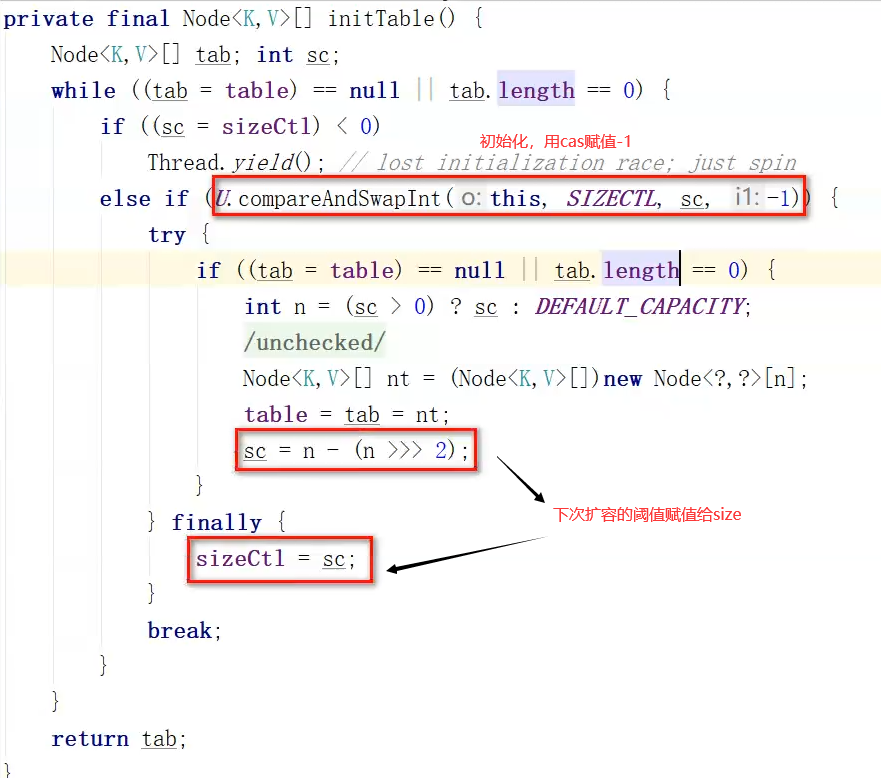 private final Node<K,V>[] initTable() {
Node<K,V>[] tab; int sc;
while ((tab = table) == null || tab.length == 0) {
if ((sc = sizeCtl) < 0)
初始化，用cas赋值-1
Thread.yield(); // lost initialization race; just spin
else if (U.compareAndSwapInt( o: this, SIZECTL, sc, i1: -1)) {
try {
if ((tab = table) == null || tab.length == 0) {
int n = (sc > 0) ? sc : DEFAULT_CAPACITY;
/unchecked/
Node<K,V>[] nt = (Node<K,V>[])new Node<?,?>[n];
table = tab = nt;
sc = n - (n >>> 2);
}
下次扩容的阈值赋值给size
} finally {
sizeCtl = sc;
}
break;
}
}
return tab;
}